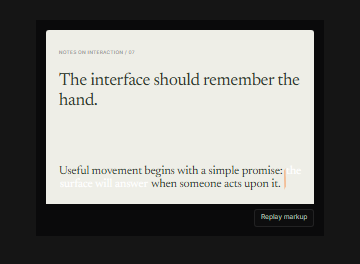 NOTES ON INTERACTION / 07
The interface should remember the
hand.
Useful movement begins with a simple promise: the
surface will answer when someone acts upon it.
Replay markup